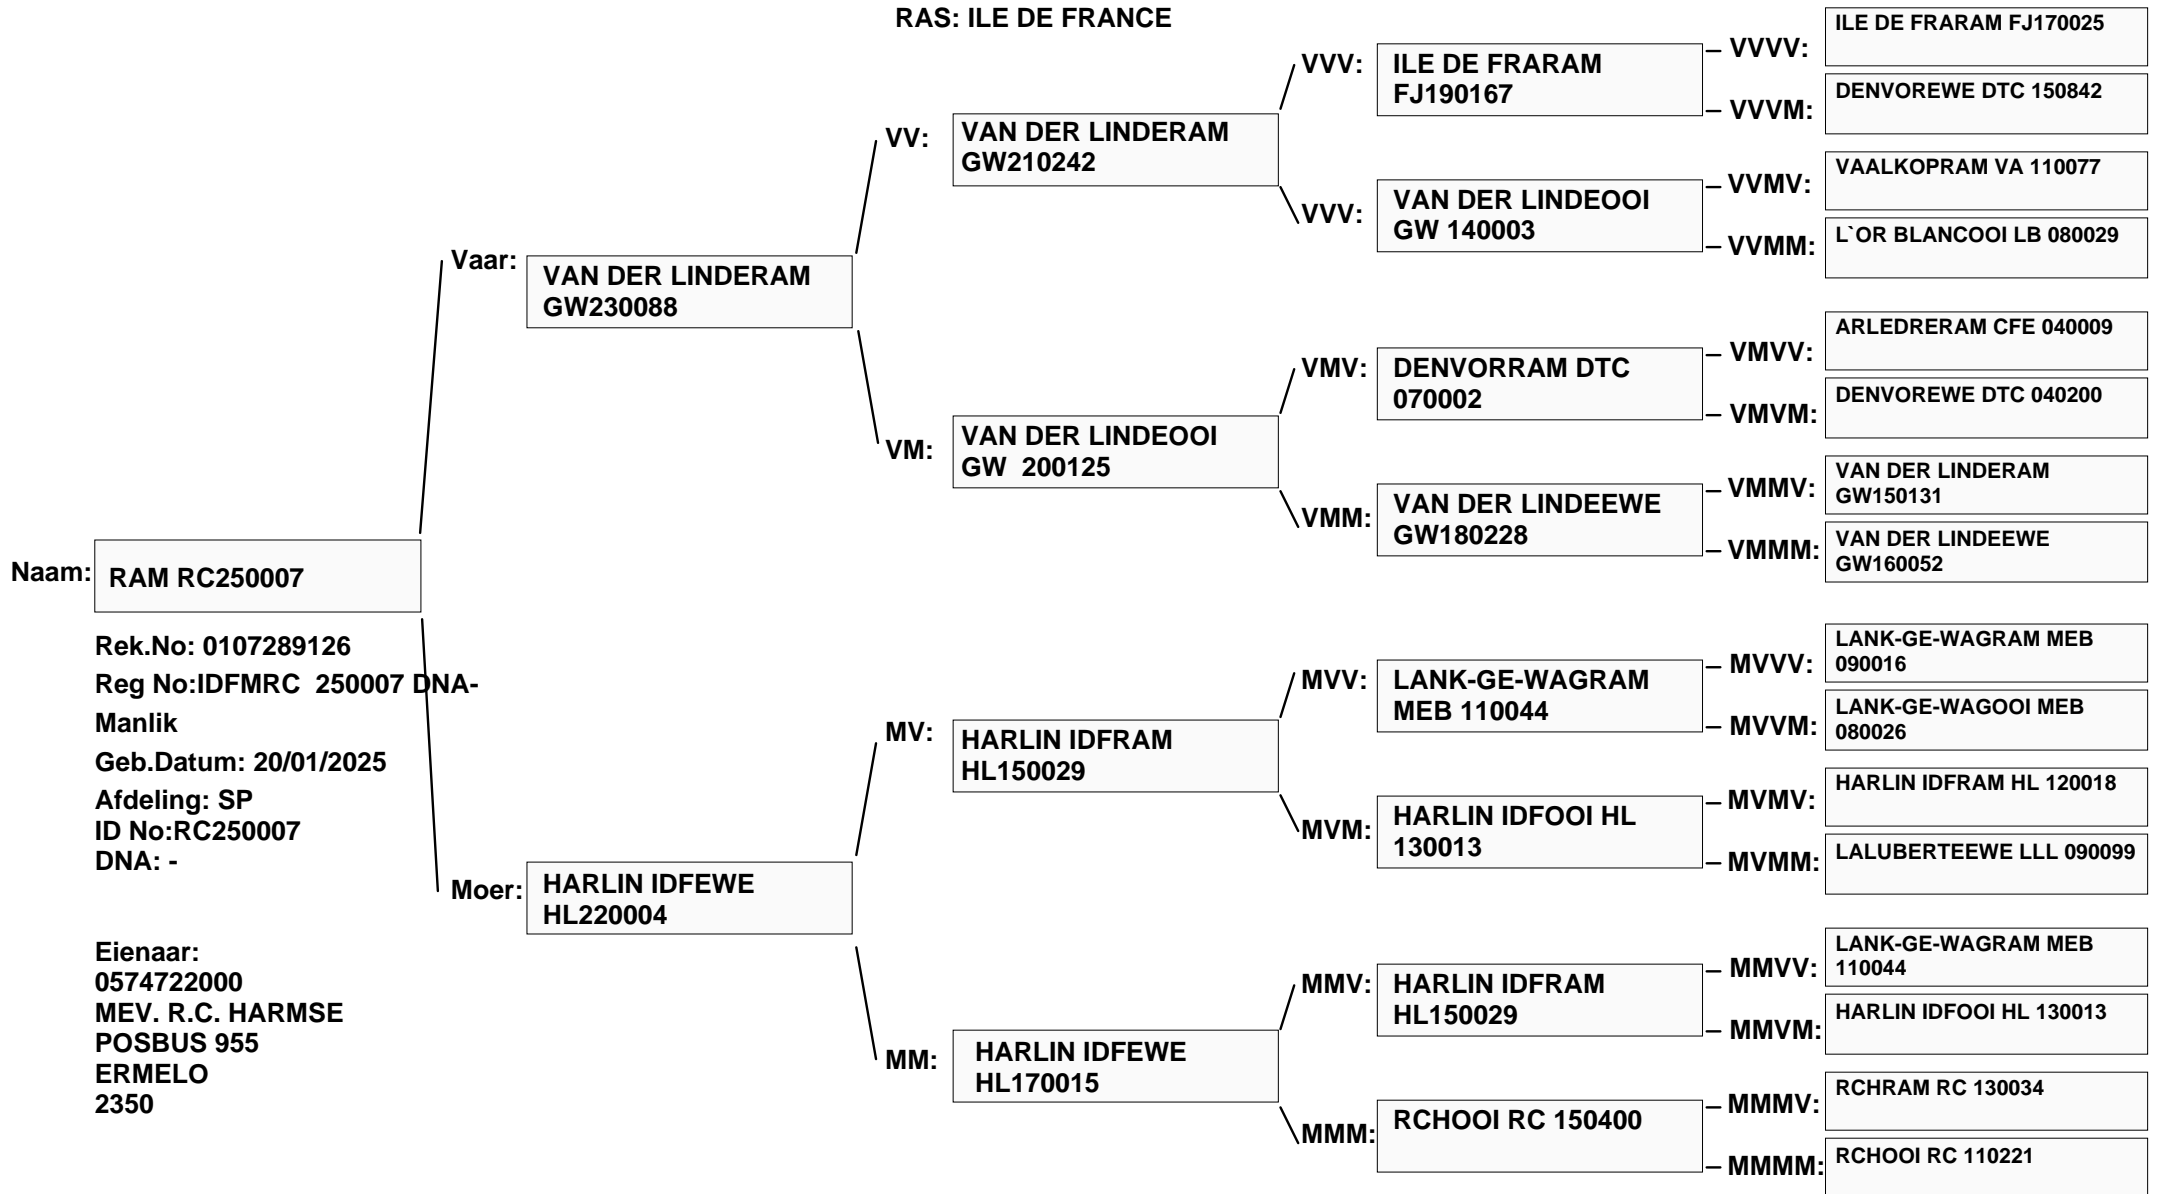 RAS: ILE DE FRANCE
Naam:
RAM RC250007
Rek.No: 0107289126
Reg No:IDFMRC  250007 DNA-
Manlik
Geb.Datum: 20/01/2025
Afdeling: SP
ID No:RC250007
DNA: -
Eienaar:
0574722000
MEV. R.C. HARMSE
POSBUS 955
ERMELO
2350
Vaar:
VAN DER LINDERAM
GW230088
Moer:
HARLIN IDFEWE
HL220004
VV:
VAN DER LINDERAM
GW210242
VM:
VAN DER LINDEOOI
GW  200125
MV:
HARLIN IDFRAM
HL150029
MM:
HARLIN IDFEWE
HL170015
VVV:
ILE DE FRARAM
FJ190167
VVV:
VAN DER LINDEOOI
GW 140003
VMV:
DENVORRAM DTC
070002
VMM:
VAN DER LINDEEWE
GW180228
MVV:
LANK-GE-WAGRAM
MEB 110044
MVM:
HARLIN IDFOOI HL
130013
MMV:
HARLIN IDFRAM
HL150029
MMM:
RCHOOI RC 150400
– VVVV:
ILE DE FRARAM FJ170025
– VVVM:
DENVOREWE DTC 150842
– VVMV:
VAALKOPRAM VA 110077
– VVMM:
L`OR BLANCOOI LB 080029
– VMVV:
ARLEDRERAM CFE 040009
– VMVM:
DENVOREWE DTC 040200
– VMMV:
VAN DER LINDERAM
GW150131
– VMMM:
VAN DER LINDEEWE
GW160052
– MVVV:
LANK-GE-WAGRAM MEB
090016
– MVVM:
LANK-GE-WAGOOI MEB
080026
– MVMV:
HARLIN IDFRAM HL 120018
– MVMM:
LALUBERTEEWE LLL 090099
– MMVV:
LANK-GE-WAGRAM MEB
110044
– MMVM:
HARLIN IDFOOI HL 130013
– MMMV:
RCHRAM RC 130034
– MMMM:
RCHOOI RC 110221